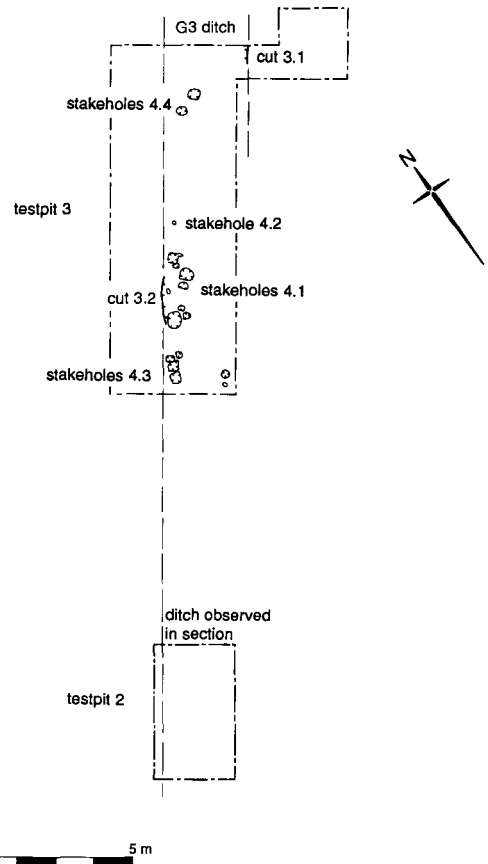 G3 ditch
cut 3.1
stakeholes 4.4
N
testpit 3
stakehole 4.2
stakeholes 4.1
cut 3.2
stakeholes 4.3
ditch observed
in section
testpit 2
5 m